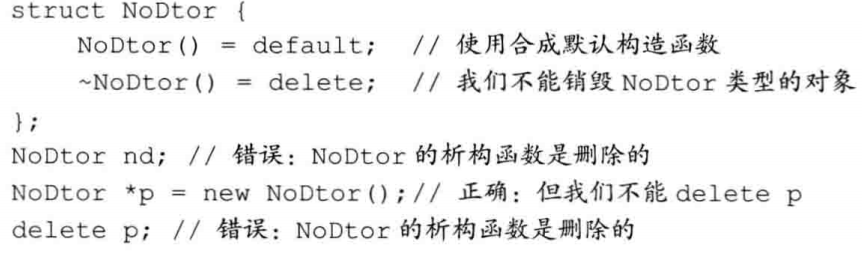 struct NoDtor {
    NoDtor() = default;  // 使用合成默认构造函数
    ~NoDtor() = delete;  // 我们不能销毁 NoDtor 类型的对象
};
NoDtor nd; // 错误：NoDtor 的析构函数是删除的
NoDtor *p = new NoDtor();// 正确：但我们不能 delete p
delete p; // 错误：NoDtor 的析构函数是删除的